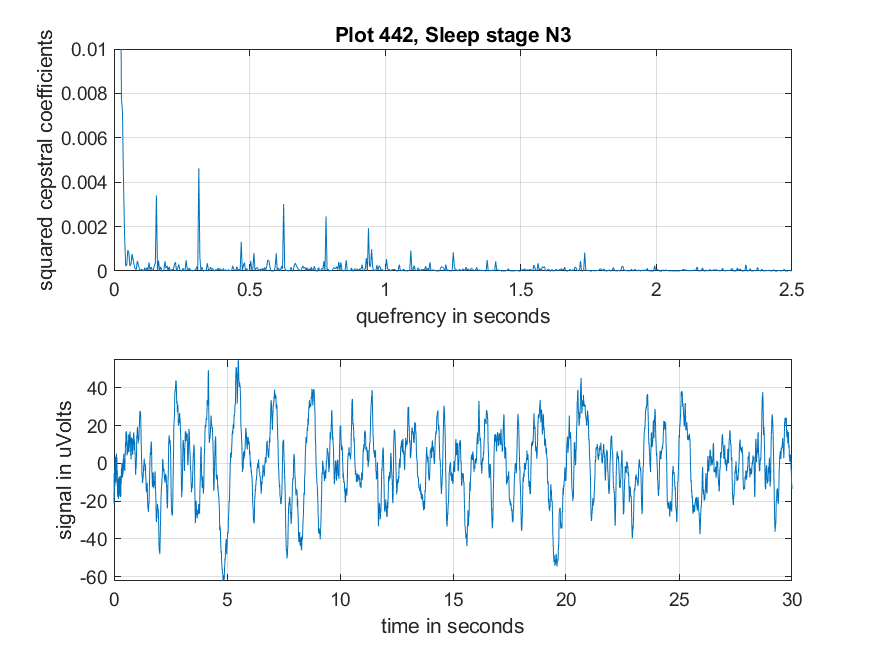 Plot 442, Sleep stage N3
squared cepstral coefficients
0.01
0.008
0.006
0.004
0.002
0
0 0.5 1 1.5 2 2.5
quefrency in seconds
signal in uVolts
40
20
0
-20
-40
-60
0 5 10 15 20 25 30
time in seconds